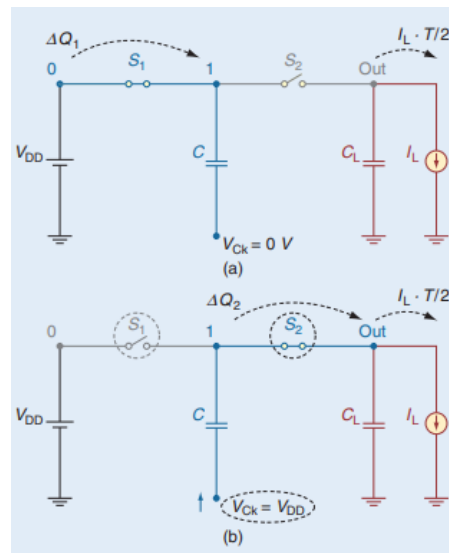 ΔQ1 IL · T/2
0 S1 1 S2 Out
VDD C CL IL
VCk = 0 V
(a)
ΔQ2 IL · T/2
0 S1 1 S2 Out
VDD C CL IL
VCk = VDD
(b)